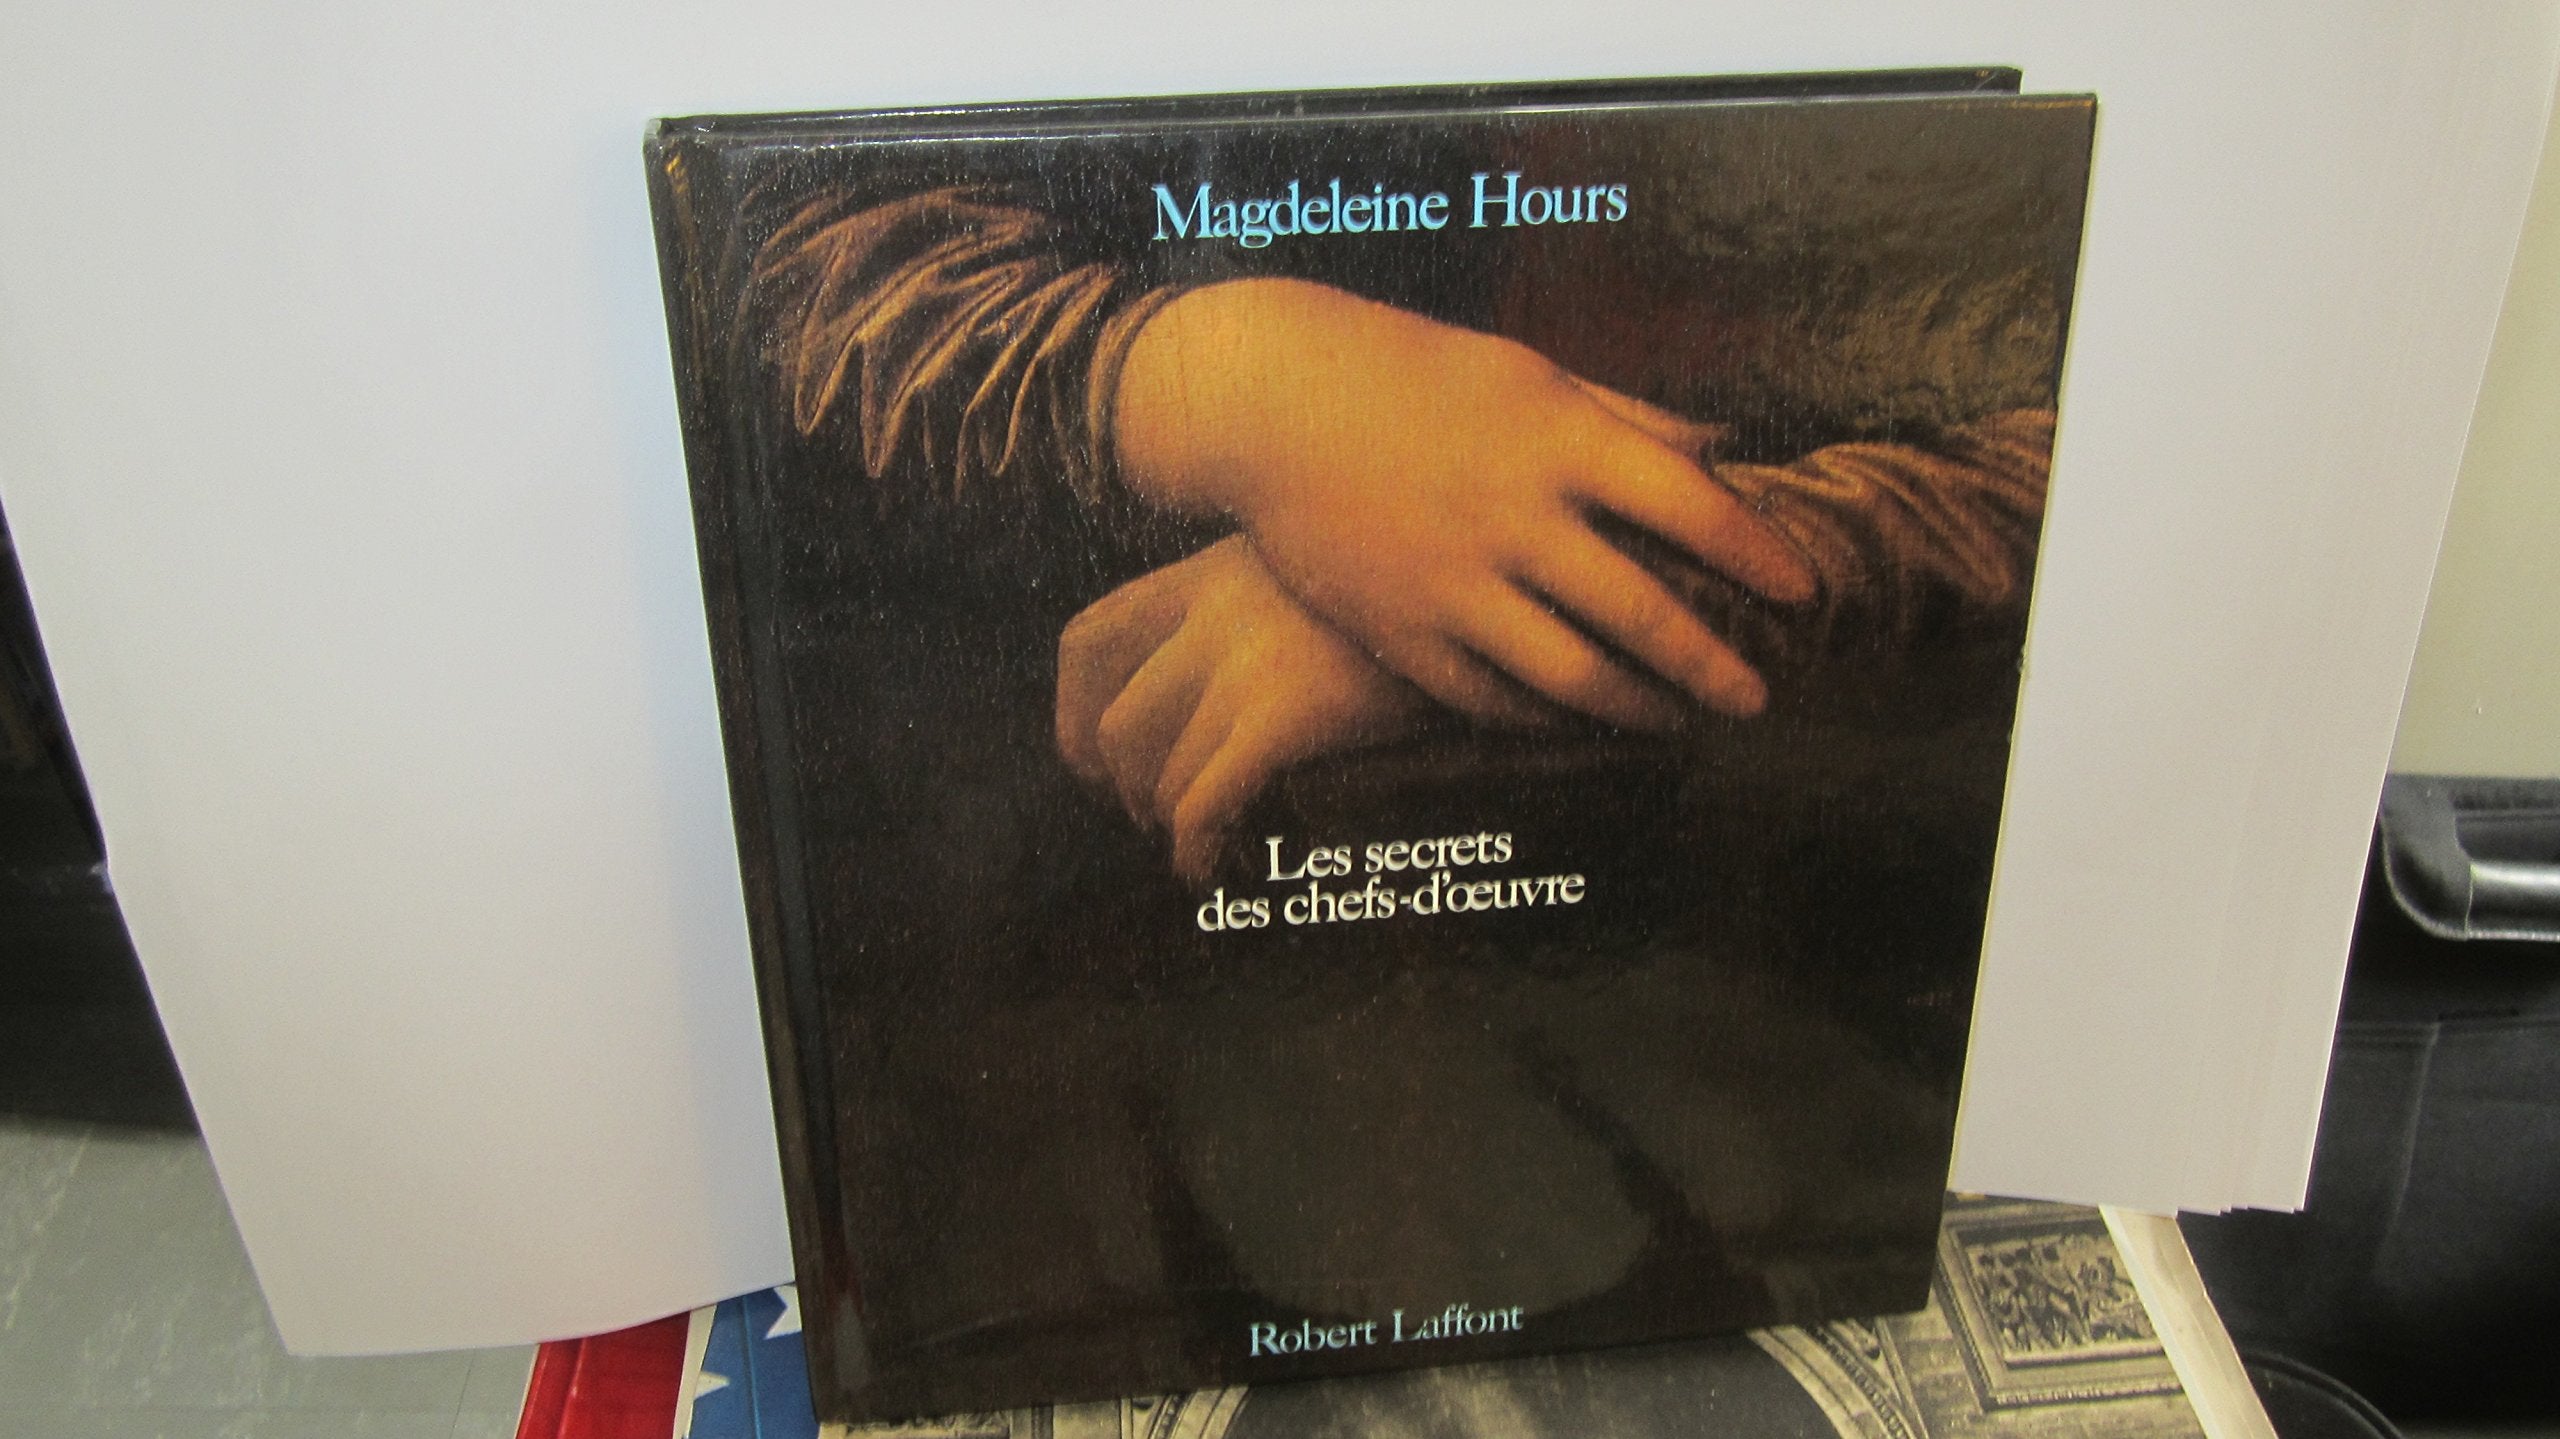 Magdeleine Hours
Les secrets
des chefs-d'œuvre
Robert Laffont